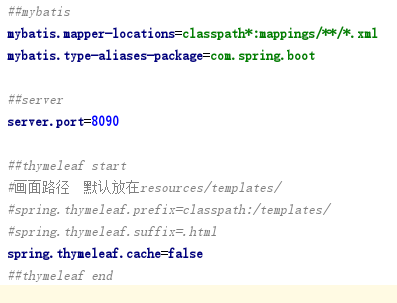 ##mybatis
mybatis.mapper-locations=classpath*:mappings/**/*.xml
mybatis.type-aliases-package=com.spring.boot
##server
server.port=8090
##thymeleaf start
#画面路径 默认放在resources/templates/
#spring.thymeleaf.prefix=classpath:/templates/
#spring.thymeleaf.suffix=.html
spring.thymeleaf.cache=false
##thymeleaf end